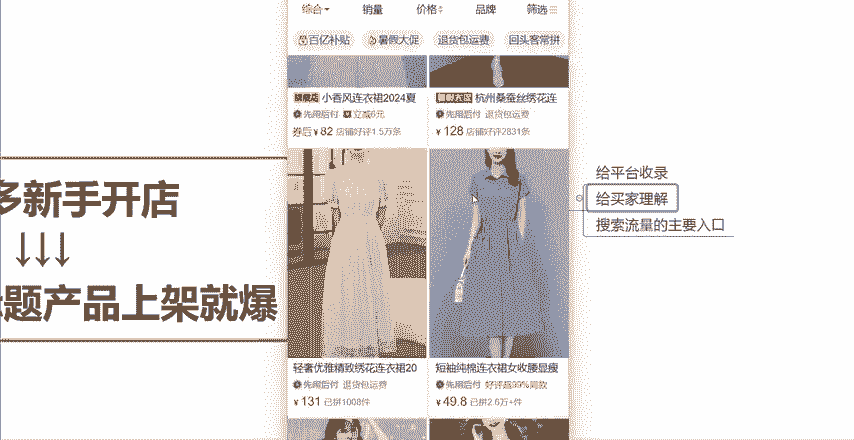 综合 销量 价格 品牌 筛选
百亿补贴 暑假大促 退货包运费 回头客常拼
旗舰店 小香风连衣裙2024夏
先用后付 立减6元
券后¥82 店铺好评1.5万条
杭州桑蚕丝绣花连
先用后付 退货包运费
¥128 店铺好评2831条
多新手开店
↓↓↓
题产品上架就爆
轻奢优雅精致绣花连衣裙20
先用后付 退货包运费
¥131 已拼1008件
短袖纯棉连衣裙女收腰显瘦
先用后付 好评超99%同款
¥49.8 已拼2.6万+件
给平台收录
给买家理解
搜索流量的主要入口